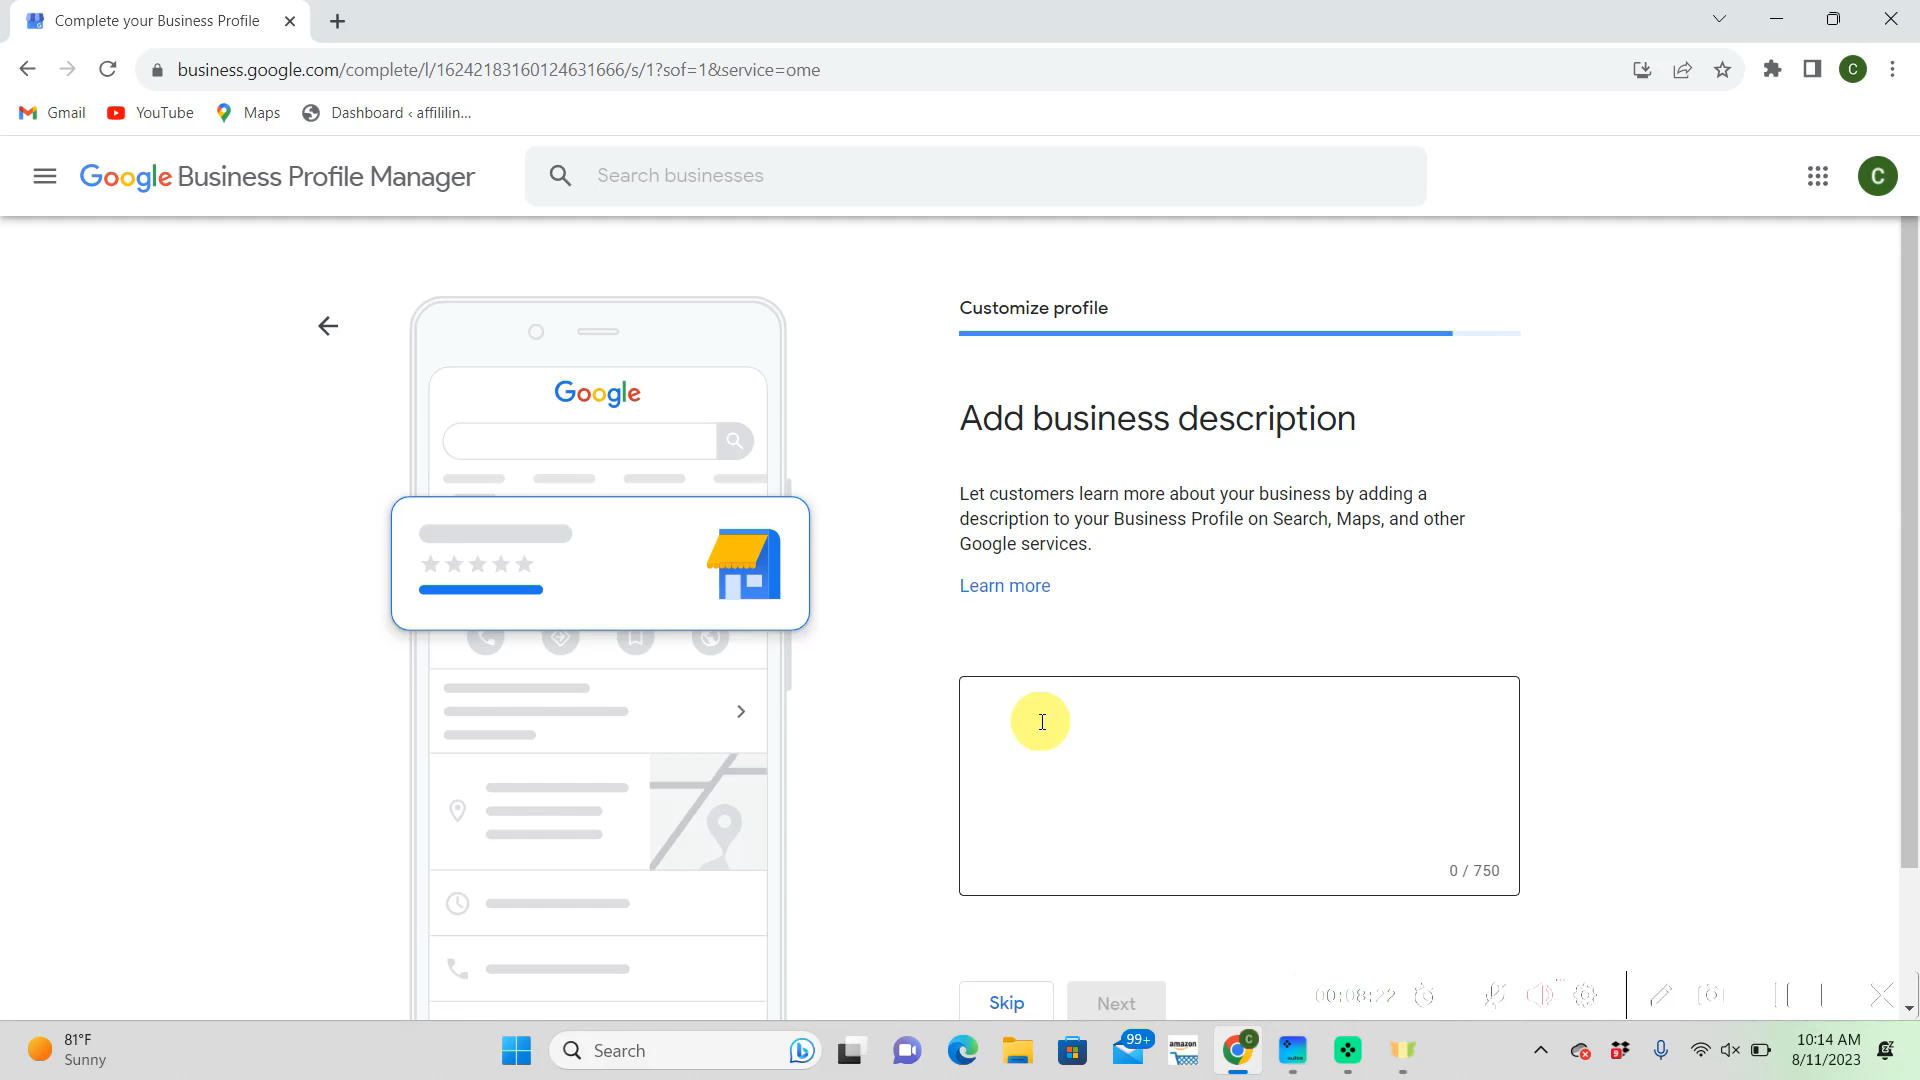 Complete your Business Profile
business.google.com/complete/l/16242183160124631666/s/1?sof=1&service=ome
C
Gmail
YouTube
Maps
Dashboard ‹ affililin...
Google Business Profile Manager
Search businesses
C
Customize profile
Google
Add business description
Let customers learn more about your business by adding a
description to your Business Profile on Search, Maps, and other
Google services.
Learn more
0 / 750
Skip
Next
00:08:22
81°F
Sunny
Search
99+
amazon
C
9
10:14 AM
8/11/2023